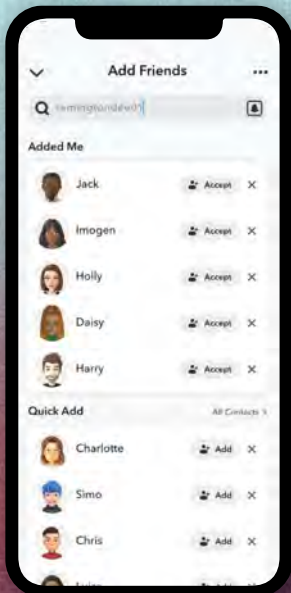 Add Friends
Added Me
Jack Accept
Imogen Accept
Holly Accept
Daisy Accept
Harry Accept
Quick Add All Contacts >
Charlotte Add
Simo Add
Chris Add